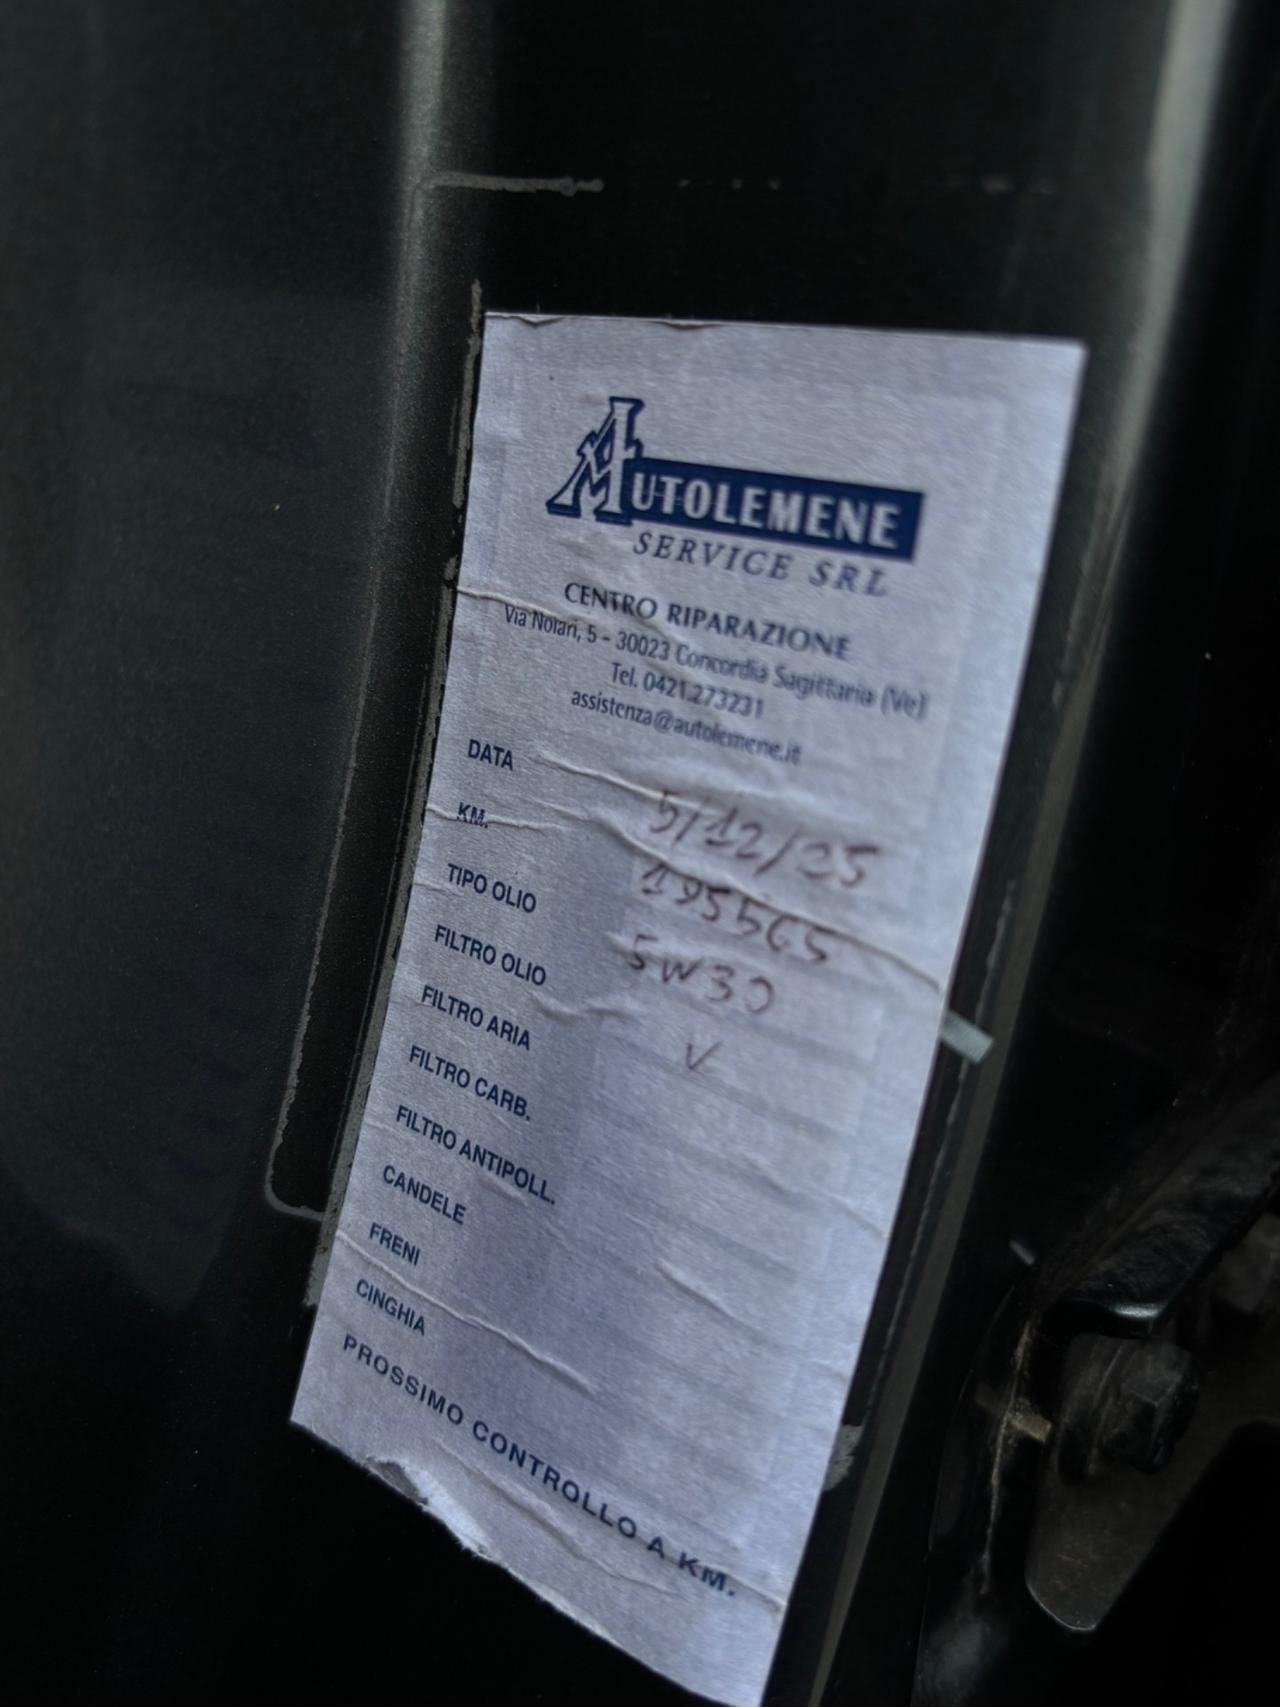 AUTOLEMENE
SERVICE SRL
CENTRO RIPARAZIONE
Via Nolari, 5 - 30023 Concordia Sagittaria (Ve)
Tel. 0421.273231
assistenza@autolemene.it
DATA 5/12/25
KM. 195565
TIPO OLIO 5W30
FILTRO OLIO V
FILTRO ARIA
FILTRO CARB.
FILTRO ANTIPOLL.
CANDELE
FRENI
CINGHIA
PROSSIMO CONTROLLO A KM.